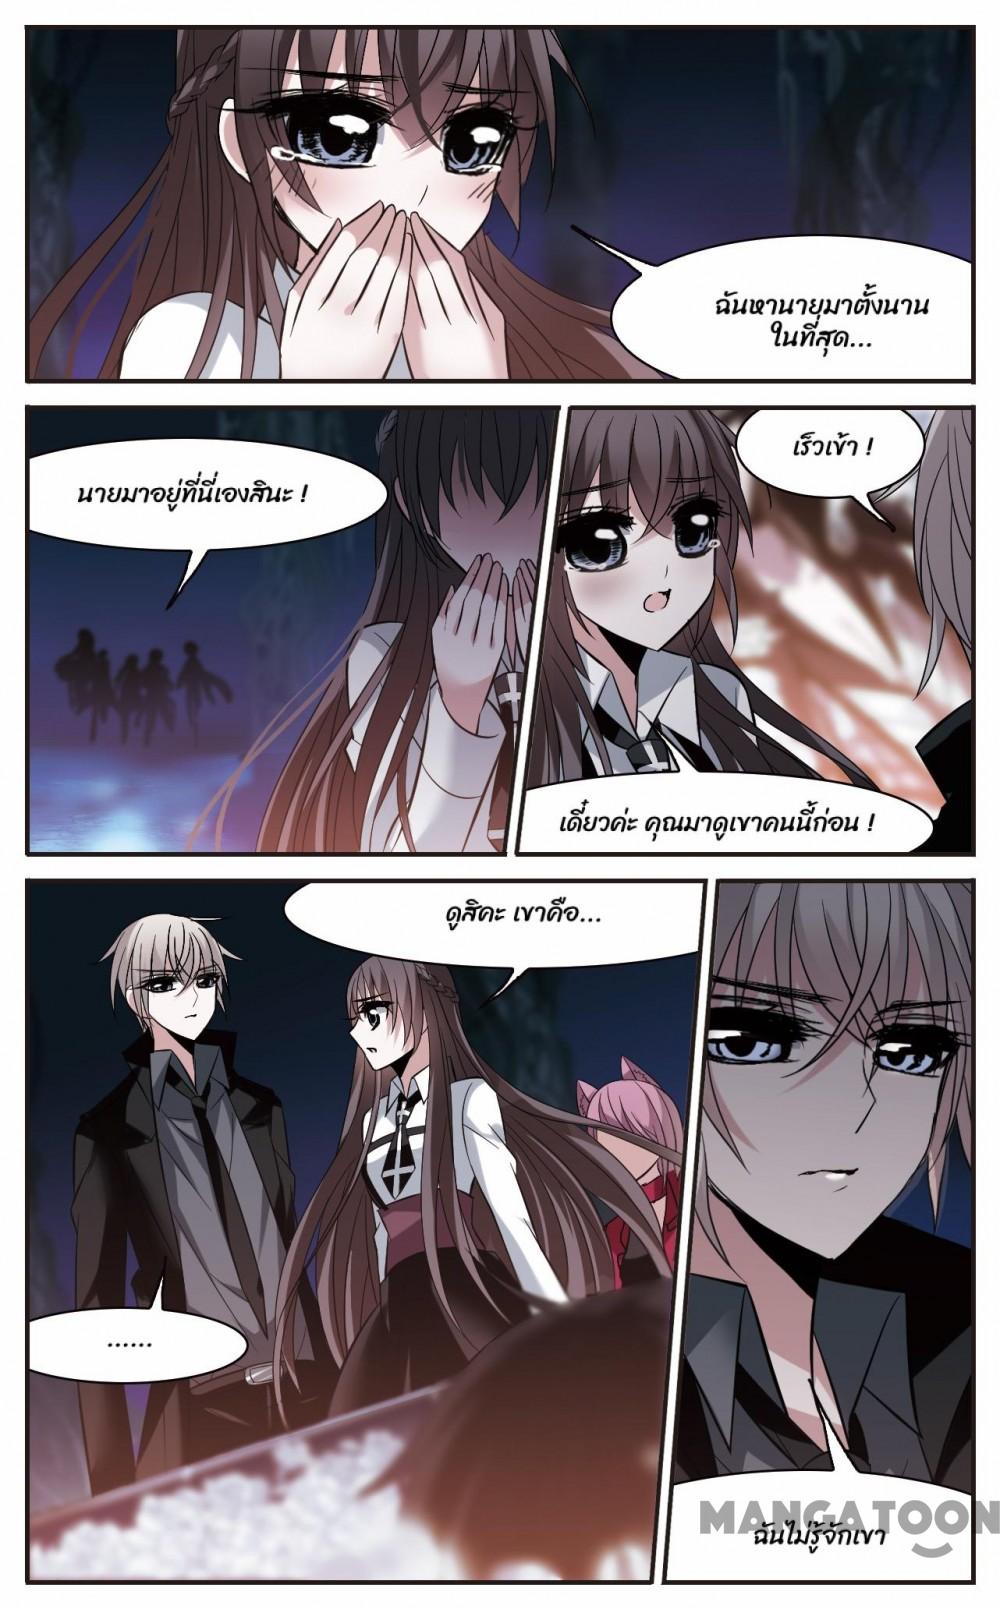 ฉันหานายมาตั้งนาน
ในที่สุด...
นายมาอยู่ที่นี่เองสินะ !
เร็วเข้า !
เดี๋ยวค่ะ คุณมาดูเขาคนนี้ก่อน !
ดูสิคะ เขาคือ...
......
ฉันไม่รู้จักเขา
MANGATOON